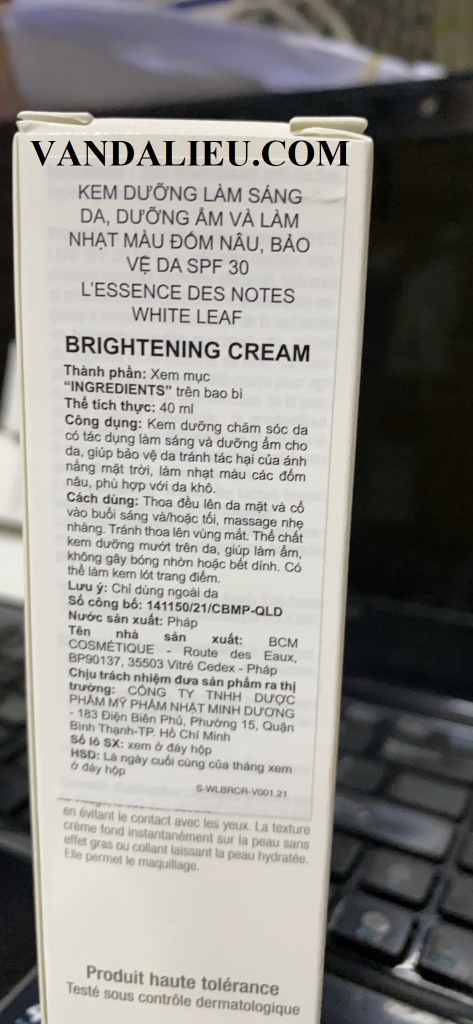 VANDALIEU.COM
KEM DƯỠNG LÀM SÁNG
DA, DƯỠNG ẨM VÀ LÀM
NHẠT MÀU ĐỐM NÂU, BẢO
VỆ DA SPF 30
L'ESSENCE DES NOTES
WHITE LEAF
BRIGHTENING CREAM
Thành phần: Xem mục
“INGREDIENTS” trên bao bì
Thể tích thực: 40 ml
Công dụng: Kem dưỡng chăm sóc da
có tác dụng làm sáng và dưỡng ẩm cho
da, giúp bảo vệ da tránh tác hại của ánh
nắng mặt trời, làm nhạt màu các đốm
nâu, phù hợp với da khô.
Cách dùng: Thoa đều lên da mặt và cổ
vào buổi sáng và/hoặc tối, massage nhẹ
nhàng. Tránh thoa lên vùng mắt. Thể chất
kem dưỡng mướt trên da, giúp làm ẩm,
không gây bóng nhờn hoặc bết dính. Có
thể làm kem lót trang điểm.
Lưu ý: Chỉ dùng ngoài da
Số công bố: 141150/21/CBMP-QLD
Nước sản xuất: Pháp
Tên nhà sản xuất: BCM
COSMÉTIQUE - Route des Eaux,
BP90137, 35503 Vitré Cedex - Pháp
Chịu trách nhiệm đưa sản phẩm ra thị
trường: CÔNG TY TNHH DƯỢC
PHẨM MỸ PHẨM NHẬT MINH DƯƠNG
- 183 Điện Biên Phủ, Phường 15, Quận
Bình Thạnh-TP. Hồ Chí Minh
Số lô SX: xem ở đáy hộp
HSD: Là ngày cuối cùng của tháng xem
ở đáy hộp
S-WLBRCR-V001.21
en évitant le contact avec les yeux. La texture
crème fond instantanément sur la peau sans
effet gras ou collant laissant la peau hydratée.
Elle permet le maquillage.
Produit haute tolérance
Testé sous contrôle dermatologique